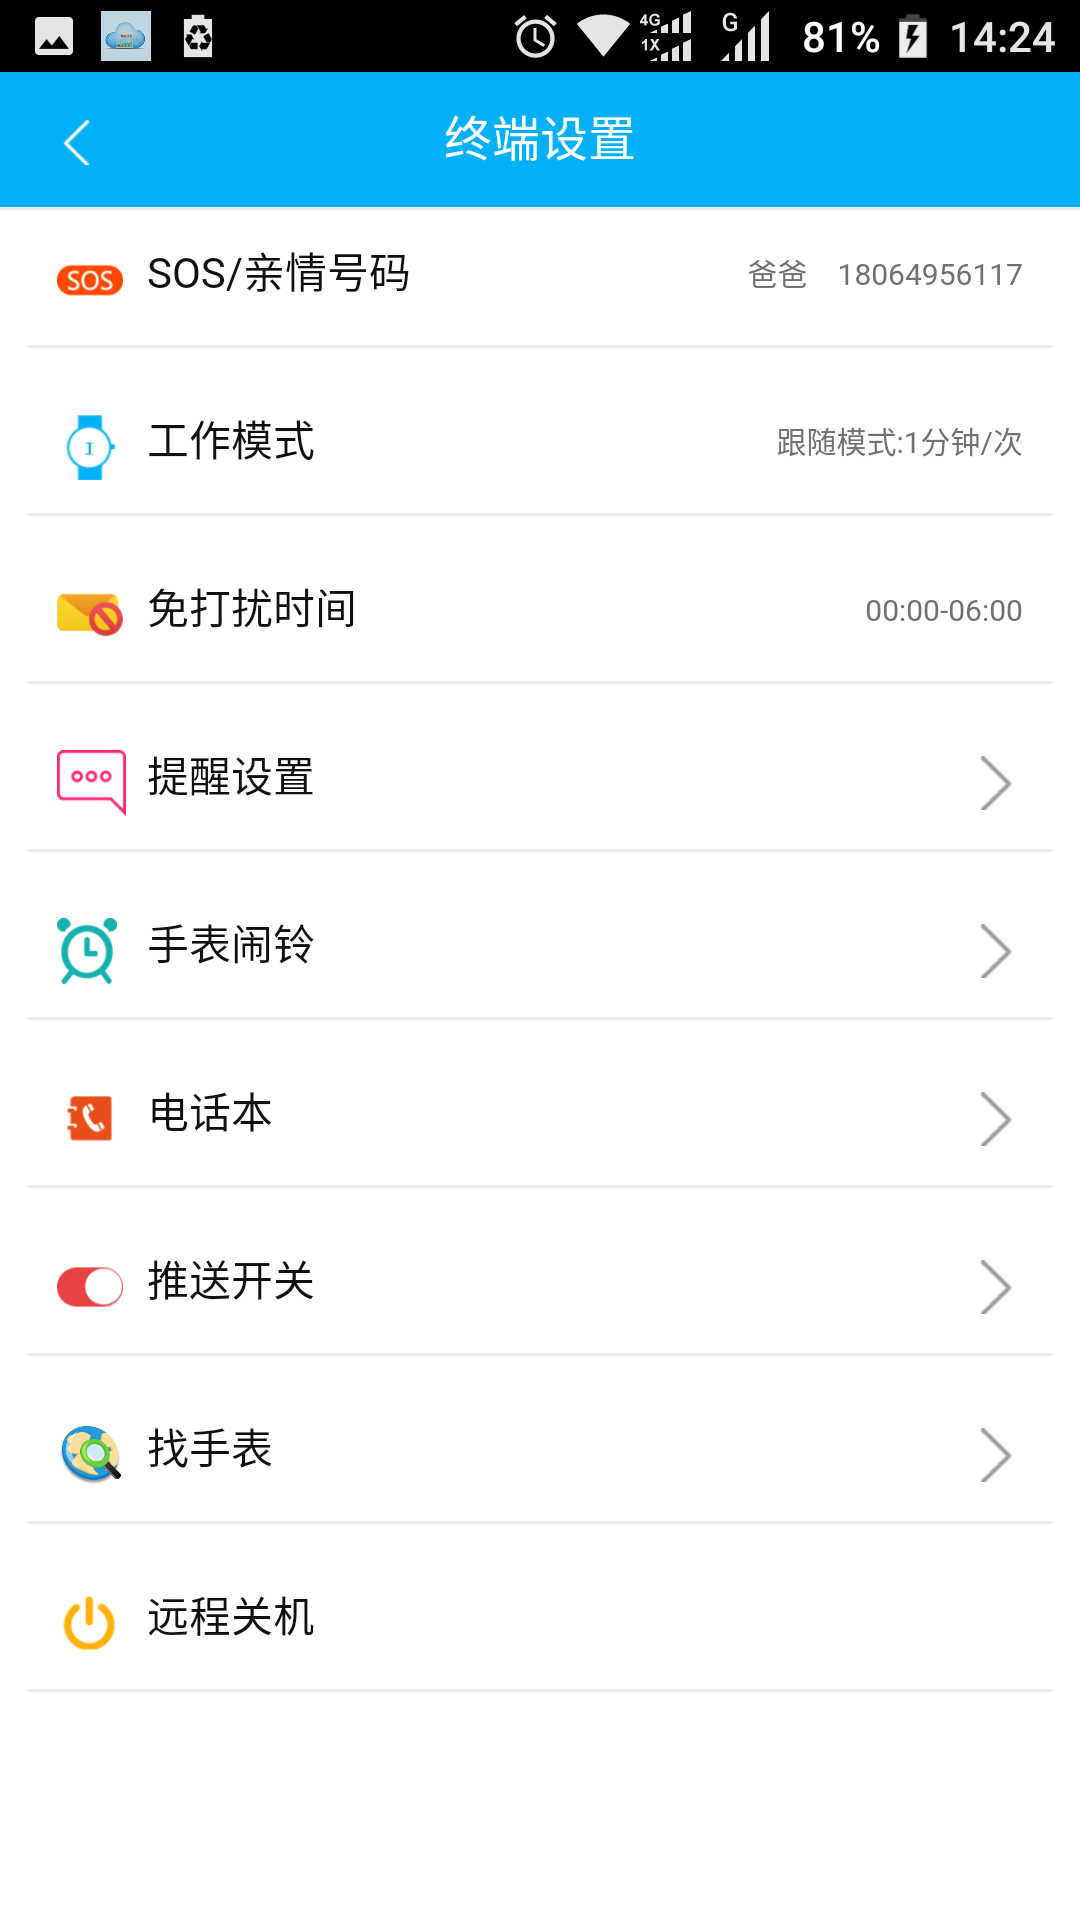 4G 1X G 81% 14:24
终端设置
SOS SOS/亲情号码 爸爸 18064956117
工作模式 跟随模式:1分钟/次
免打扰时间 00:00-06:00
提醒设置
手表闹铃
电话本
推送开关
找手表
远程关机